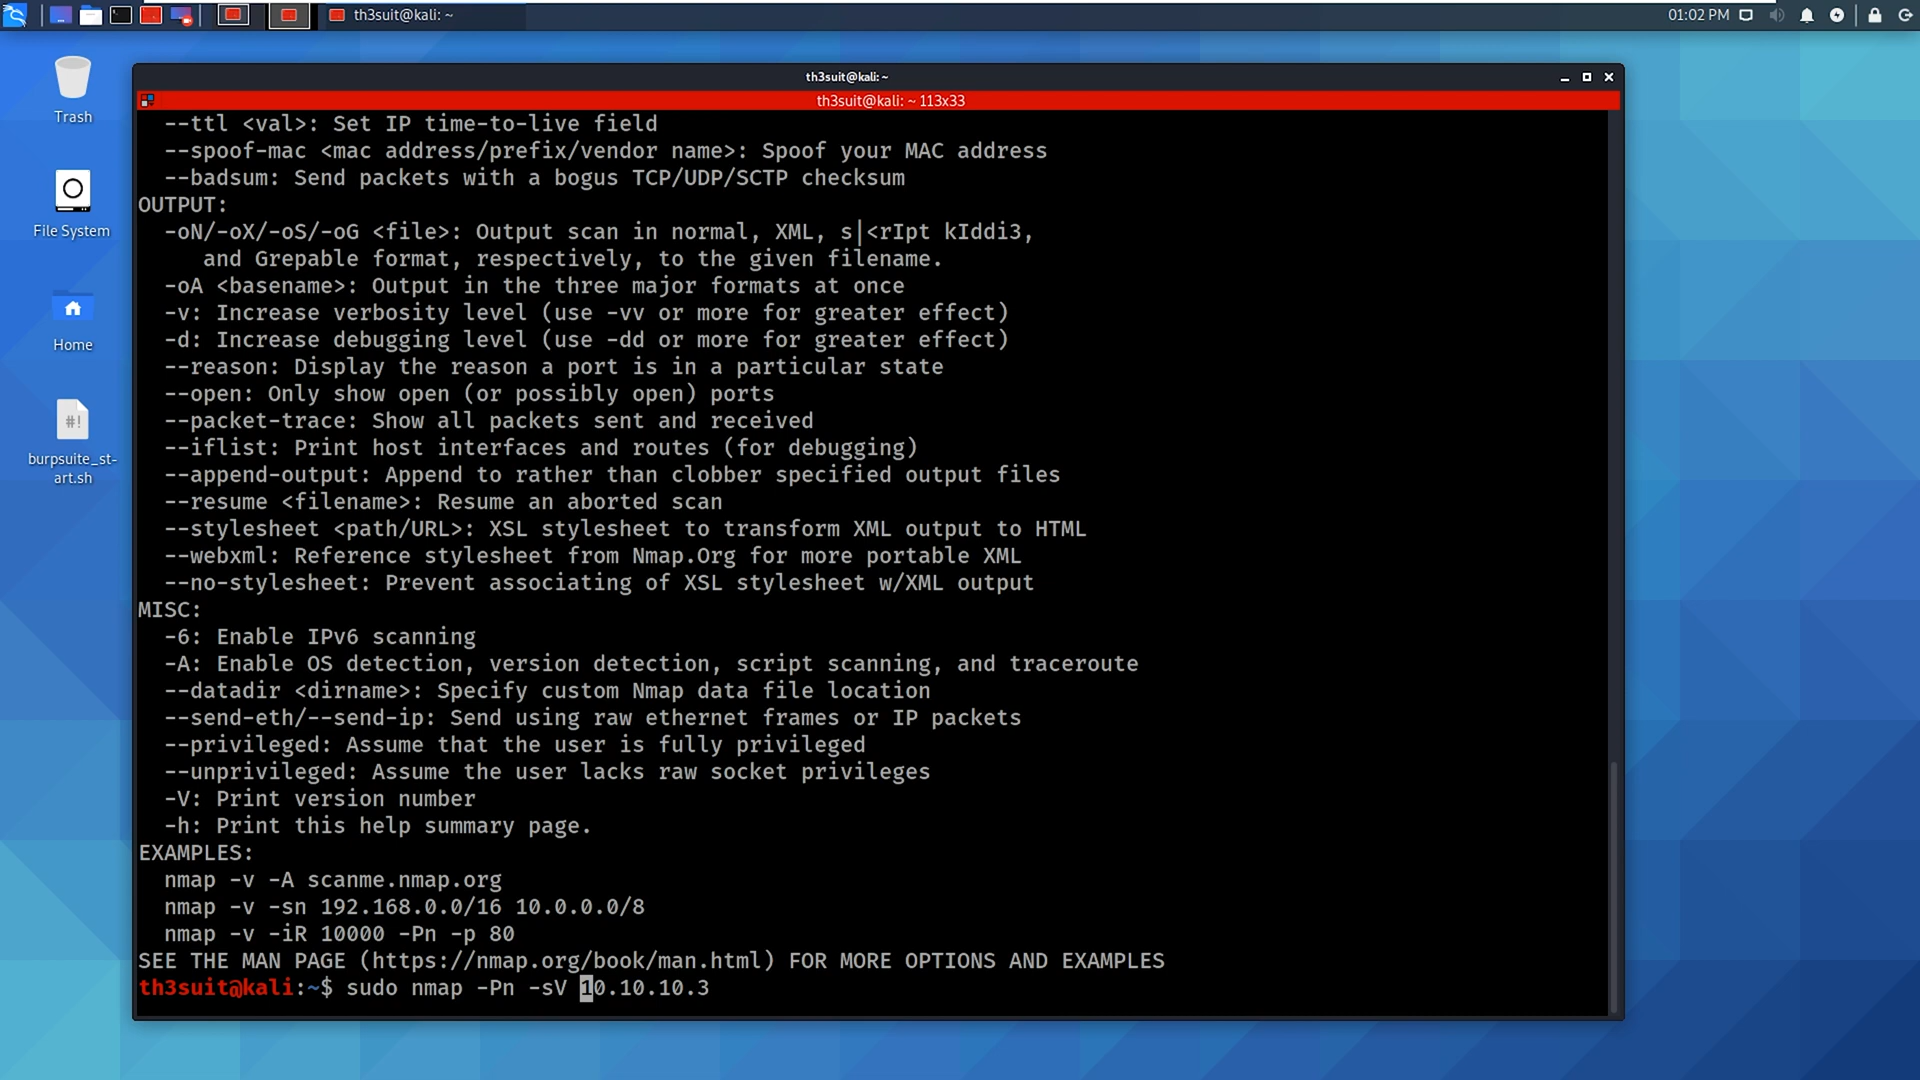 th3suit@kali: ~
01:02 PM
Trash
File System
Home
#!
burpsuite_st-
art.sh
th3suit@kali: ~
th3suit@kali: ~ 113x33
--ttl <val>: Set IP time-to-live field
--spoof-mac <mac address/prefix/vendor name>: Spoof your MAC address
--badsum: Send packets with a bogus TCP/UDP/SCTP checksum
OUTPUT:
-oN/-oX/-oS/-oG <file>: Output scan in normal, XML, s|<rIpt kIddi3,
and Grepable format, respectively, to the given filename.
-oA <basename>: Output in the three major formats at once
-v: Increase verbosity level (use -vv or more for greater effect)
-d: Increase debugging level (use -dd or more for greater effect)
--reason: Display the reason a port is in a particular state
--open: Only show open (or possibly open) ports
--packet-trace: Show all packets sent and received
--iflist: Print host interfaces and routes (for debugging)
--append-output: Append to rather than clobber specified output files
--resume <filename>: Resume an aborted scan
--stylesheet <path/URL>: XSL stylesheet to transform XML output to HTML
--webxml: Reference stylesheet from Nmap.Org for more portable XML
--no-stylesheet: Prevent associating of XSL stylesheet w/XML output
MISC:
-6: Enable IPv6 scanning
-A: Enable OS detection, version detection, script scanning, and traceroute
--datadir <dirname>: Specify custom Nmap data file location
--send-eth/--send-ip: Send using raw ethernet frames or IP packets
--privileged: Assume that the user is fully privileged
--unprivileged: Assume the user lacks raw socket privileges
-V: Print version number
-h: Print this help summary page.
EXAMPLES:
nmap -v -A scanme.nmap.org
nmap -v -sn 192.168.0.0/16 10.0.0.0/8
nmap -v -iR 10000 -Pn -p 80
SEE THE MAN PAGE (https://nmap.org/book/man.html) FOR MORE OPTIONS AND EXAMPLES
th3suit@kali:~$ sudo nmap -Pn -sV 10.10.10.3